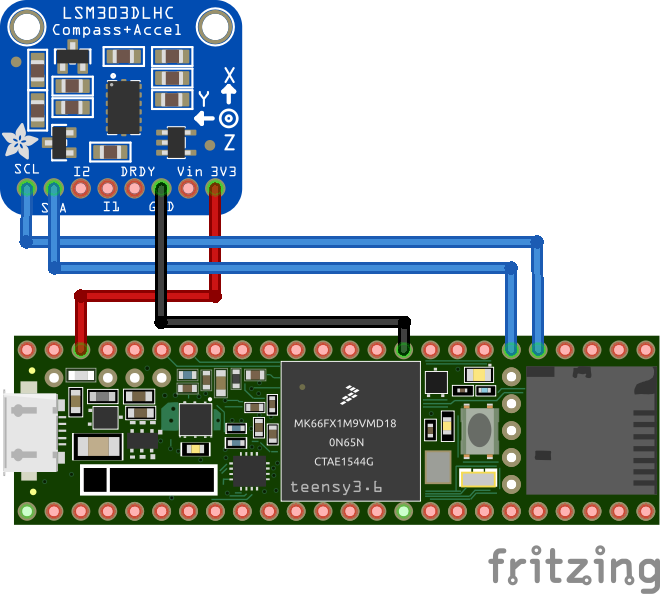 LSM303DLHC
Compass+Accel
X
Y
Z
SCL
I2
DRDY
Vin
3V3
SDA
I1
GND
MK66FX1M9VMD18
0N65N
CTAE1544G
teensy3.6
fritzing